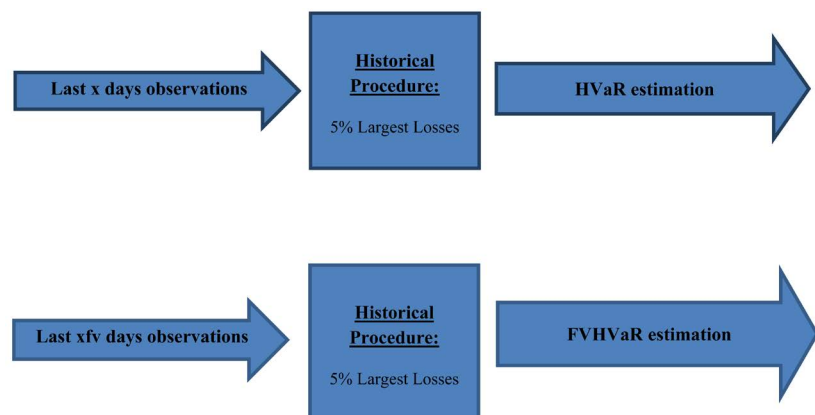 Last x days observations
Historical
Procedure:
5% Largest Losses
HVaR estimation
Last xfv days observations
Historical
Procedure:
5% Largest Losses
FVHVaR estimation